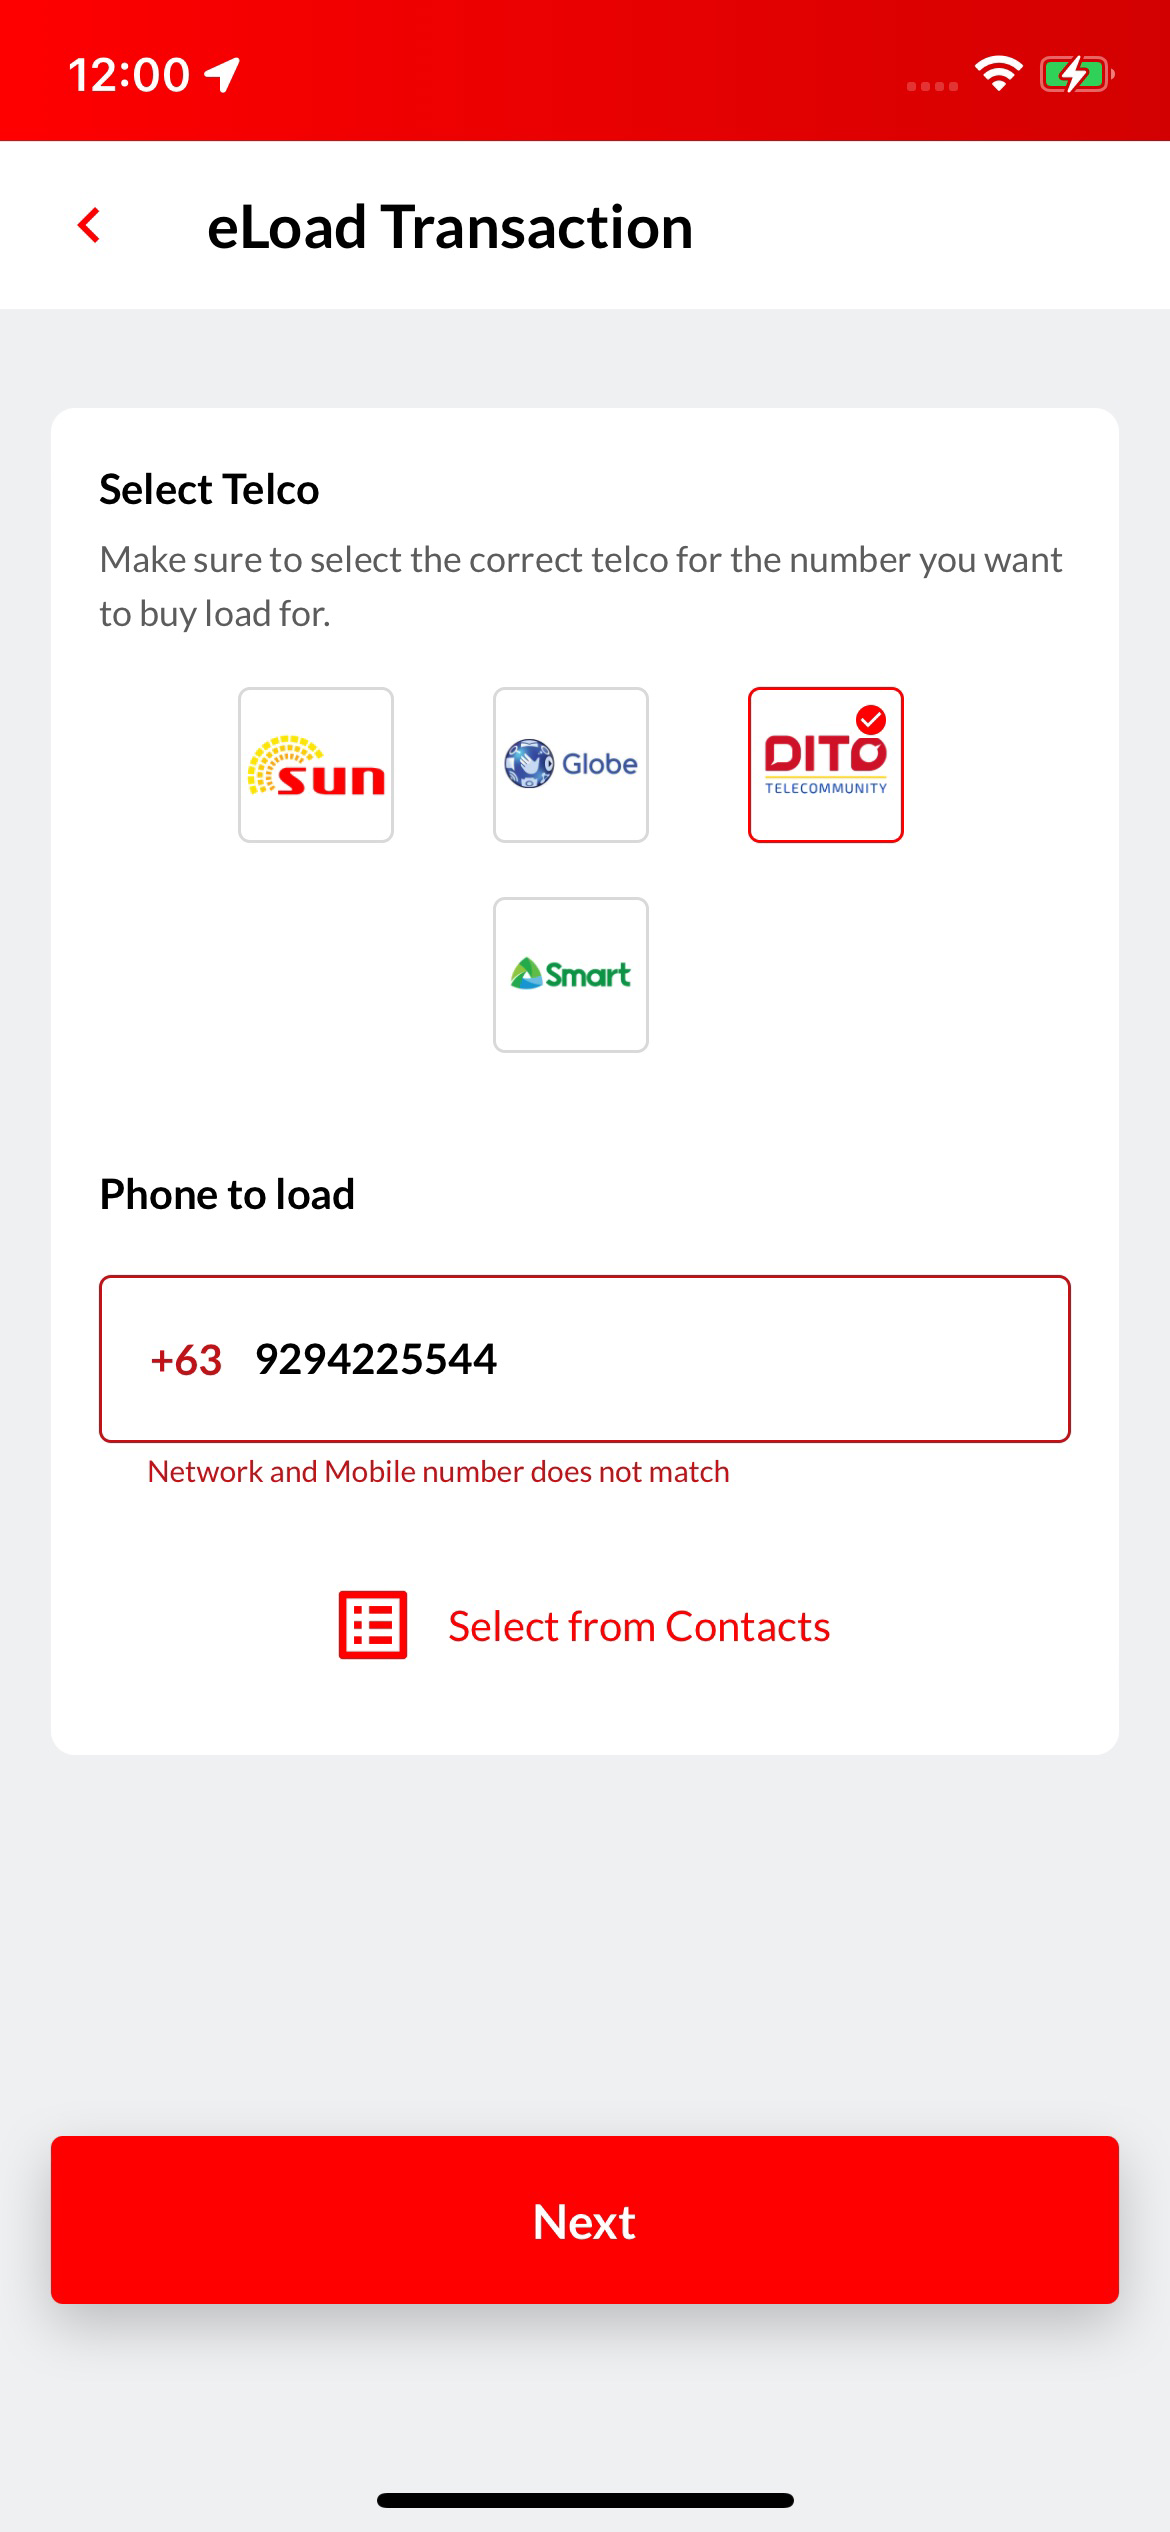 12:00
eLoad Transaction
Select Telco
Make sure to select the correct telco for the number you want
to buy load for.
sun
Globe
DITO
TELECOMMUNITY
Smart
Phone to load
+63 9294225544
Network and Mobile number does not match
Select from Contacts
Next